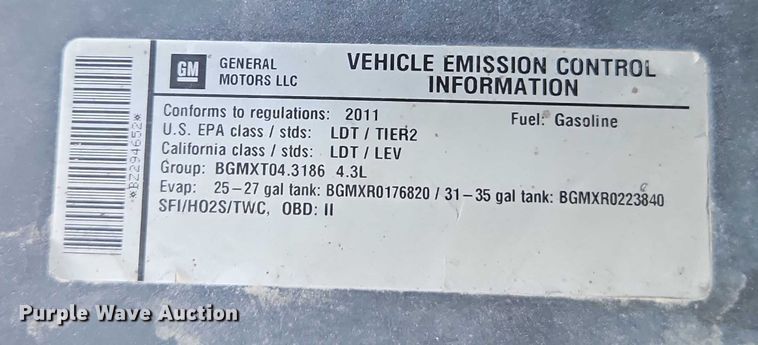 GM GENERAL MOTORS LLC
VEHICLE EMISSION CONTROL
INFORMATION
Conforms to regulations: 2011 Fuel: Gasoline
U.S. EPA class / stds: LDT / TIER2
California class / stds: LDT / LEV
Group: BGMXT04.3186 4.3L
Evap: 25-27 gal tank: BGMXR0176820 / 31-35 gal tank: BGMXR0223840
SFI/HO2S/TWC, OBD: II
*BZ294652*
Purple Wave Auction